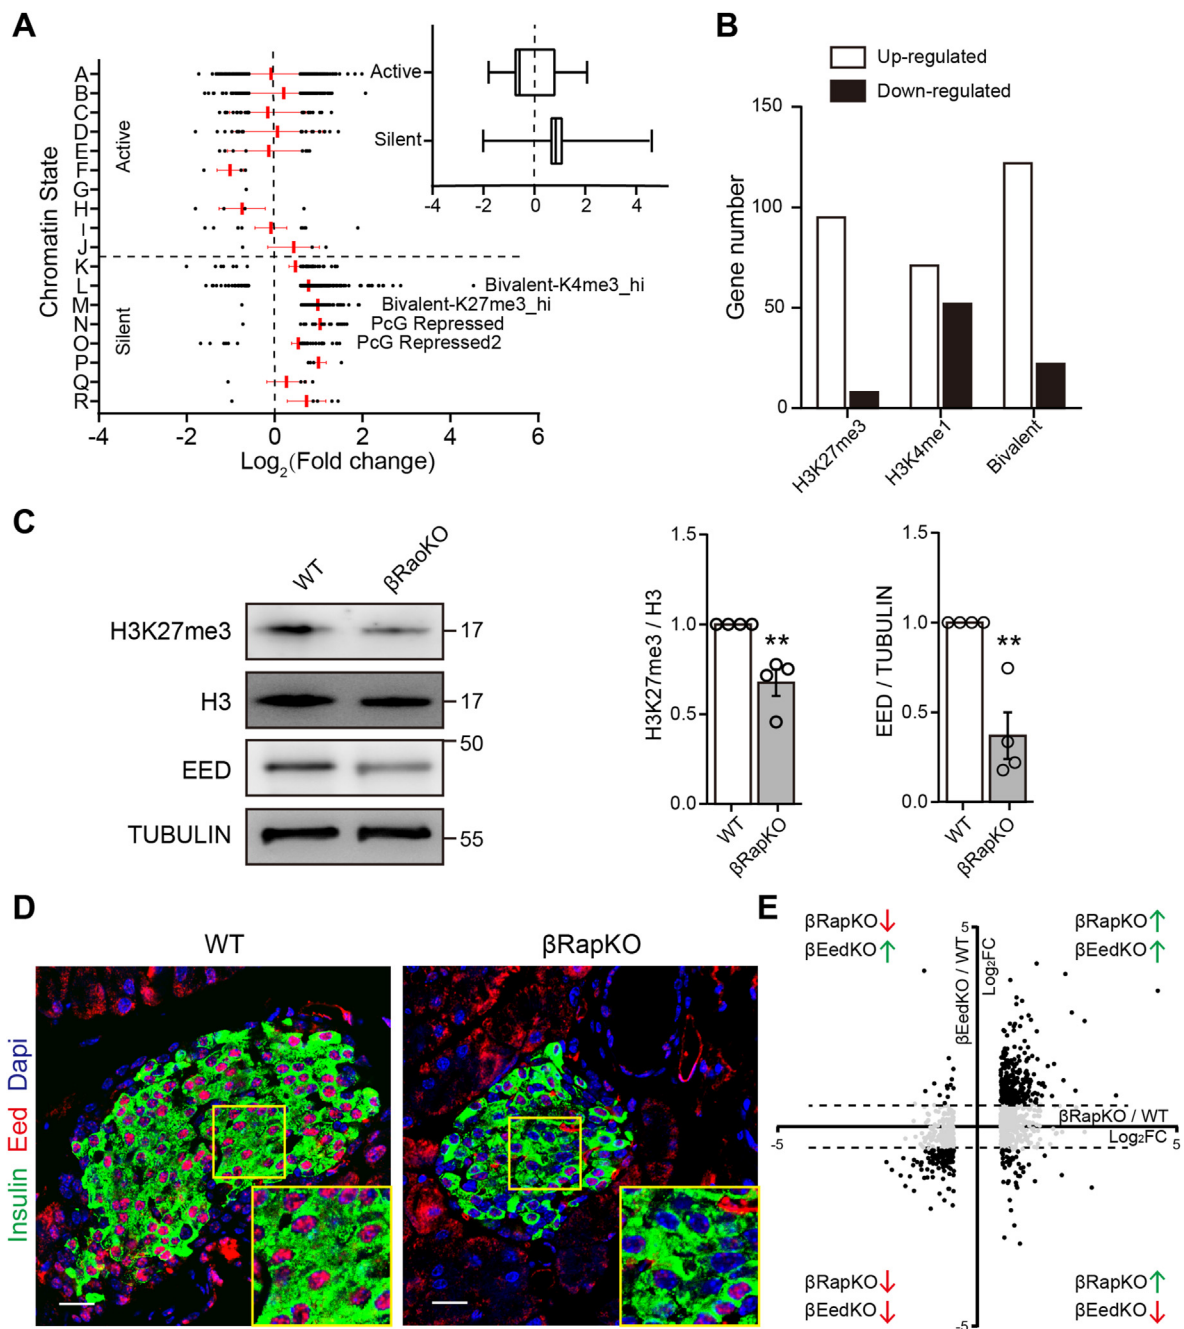 A
Chromatin State
Active
Silent
A
B
C
D
E
F
G
H
I
J
K
L
M
N
O
P
Q
R
Bivalent-K4me3_hi
Bivalent-K27me3_hi
PcG Repressed
PcG Repressed2
-4 -2 0 2 4 6
Log2(Fold change)
Active
Silent
-4 -2 0 2 4
B
Up-regulated
Down-regulated
Gene number
150
100
50
0
H3K27me3
H3K4me1
Bivalent
C
WT βRaoKO
H3K27me3 17
H3 17
50
EED
TUBULIN 55
H3K27me3 / H3
1.5
1.0
0.5
0.0
**
WT
βRapKO
EED / TUBULIN
1.5
1.0
0.5
0.0
**
WT
βRapKO
D
WT βRapKO
Insulin Eed Dapi
E
βRapKO↓
βEedKO↑
βRapKO↑
βEedKO↑
5
βEedKO / WT
Log2FC
βRapKO / WT
Log2FC
-5 5
βRapKO↓
βEedKO↓
βRapKO↑
βEedKO↓
-5